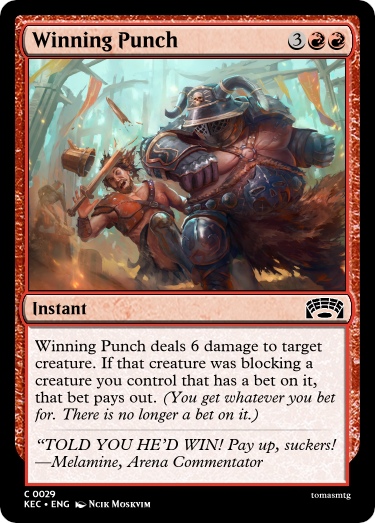 Winning Punch 3
Instant
Winning Punch deals 6 damage to target
creature. If that creature was blocking a
creature you control that has a bet on it,
that bet pays out. (You get whatever you bet
for. There is no longer a bet on it.)
“TOLD YOU HE’D WIN! Pay up, suckers!
—Melamine, Arena Commentator
C 0029
KEC • ENG Ncik Moskvim
tomasmtg